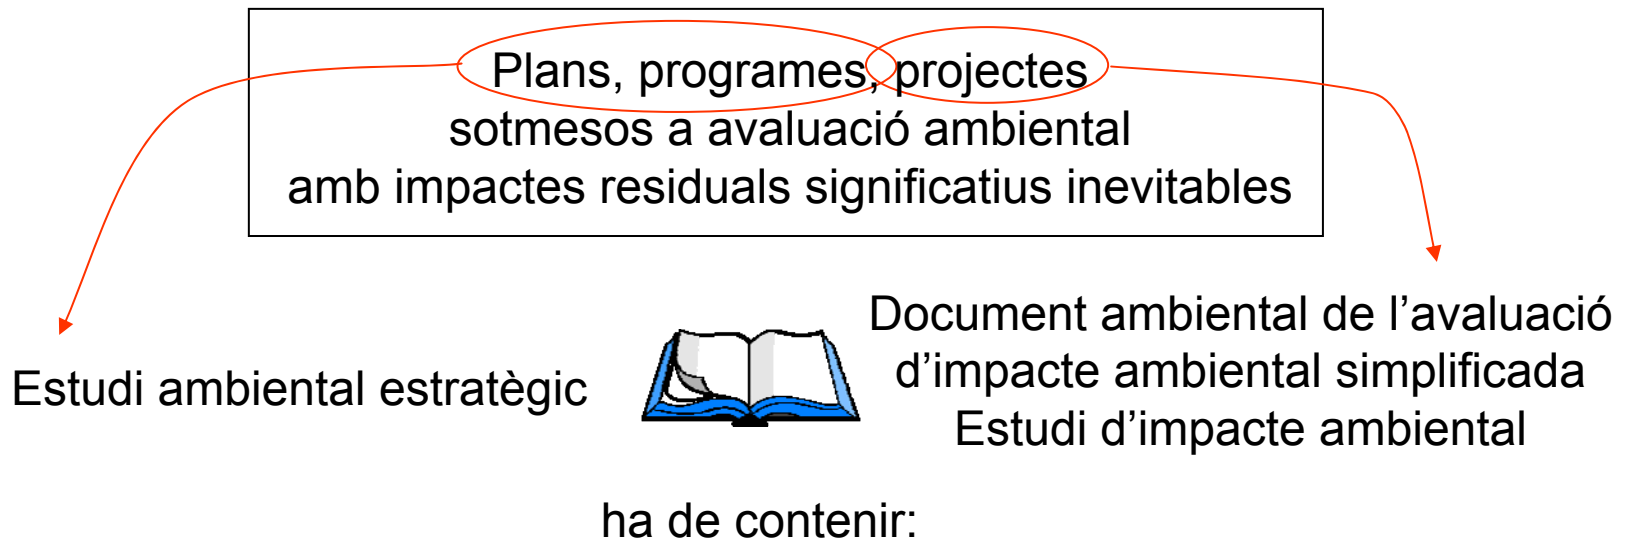 Plans, programes, projectes
sotmesos a avaluació ambiental
amb impactes residuals significatius inevitables
Estudi ambiental estratègic
Document ambiental de l’avaluació
d’impacte ambiental simplificada
Estudi d’impacte ambiental
ha de contenir: